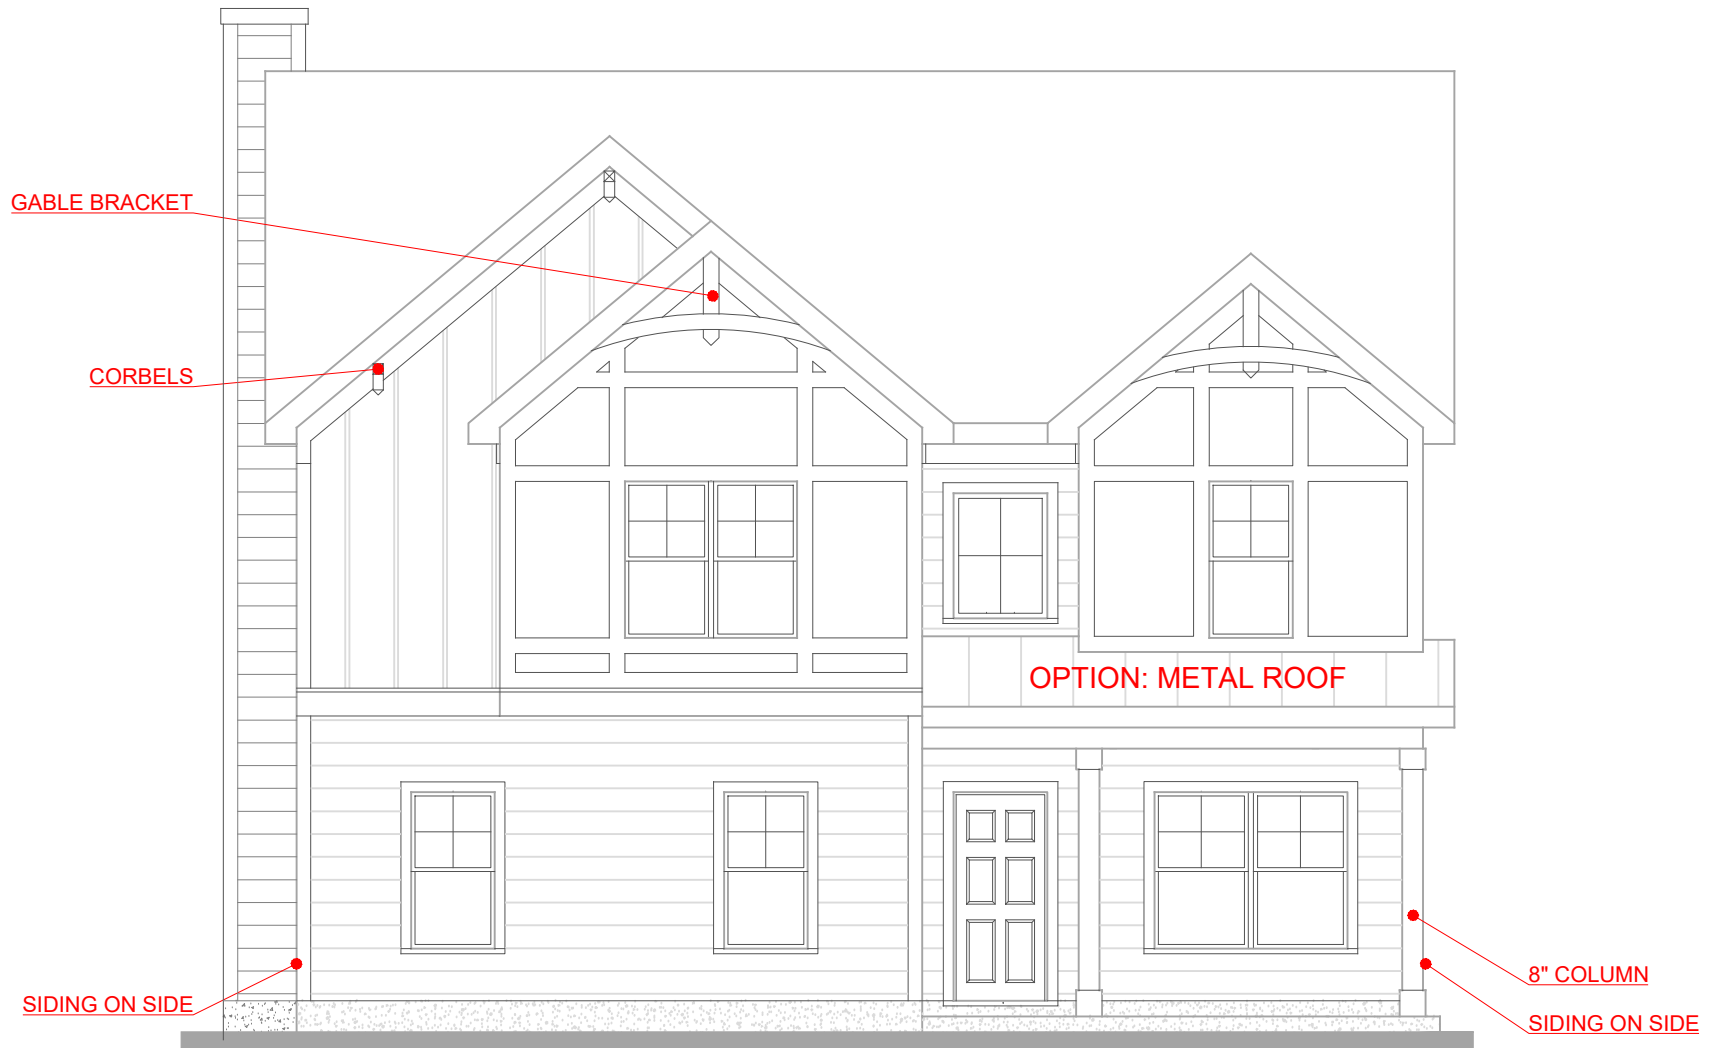 GABLE BRACKET
CORBELS
OPTION: METAL ROOF
8" COLUMN
SIDING ON SIDE
SIDING ON SIDE